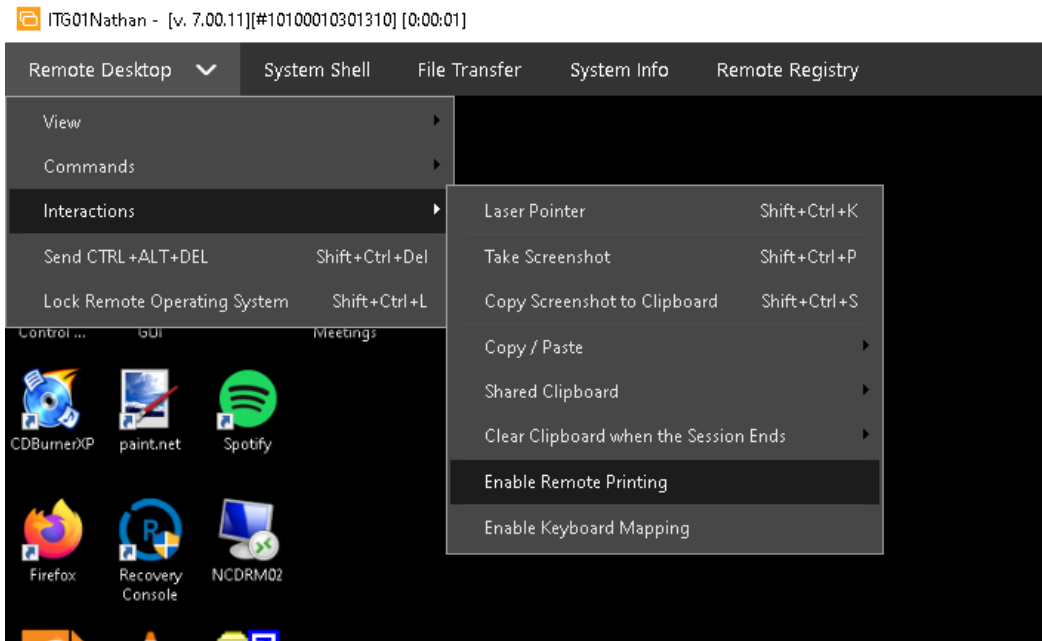 ITG01Nathan - [v. 7.00.11][#10100010301310] [0:00:01]
Remote Desktop System Shell File Transfer System Info Remote Registry
View
Commands
Interactions
Send CTRL+ALT+DEL Shift+Ctrl+Del
Lock Remote Operating System Shift+Ctrl+L
Laser Pointer Shift+Ctrl+K
Take Screenshot Shift+Ctrl+P
Copy Screenshot to Clipboard Shift+Ctrl+S
Copy / Paste
Shared Clipboard
Clear Clipboard when the Session Ends
Enable Remote Printing
Enable Keyboard Mapping
Control ... GUI Meetings
CDBurnerXP paint.net Spotify
Firefox Recovery Console NCDRM02